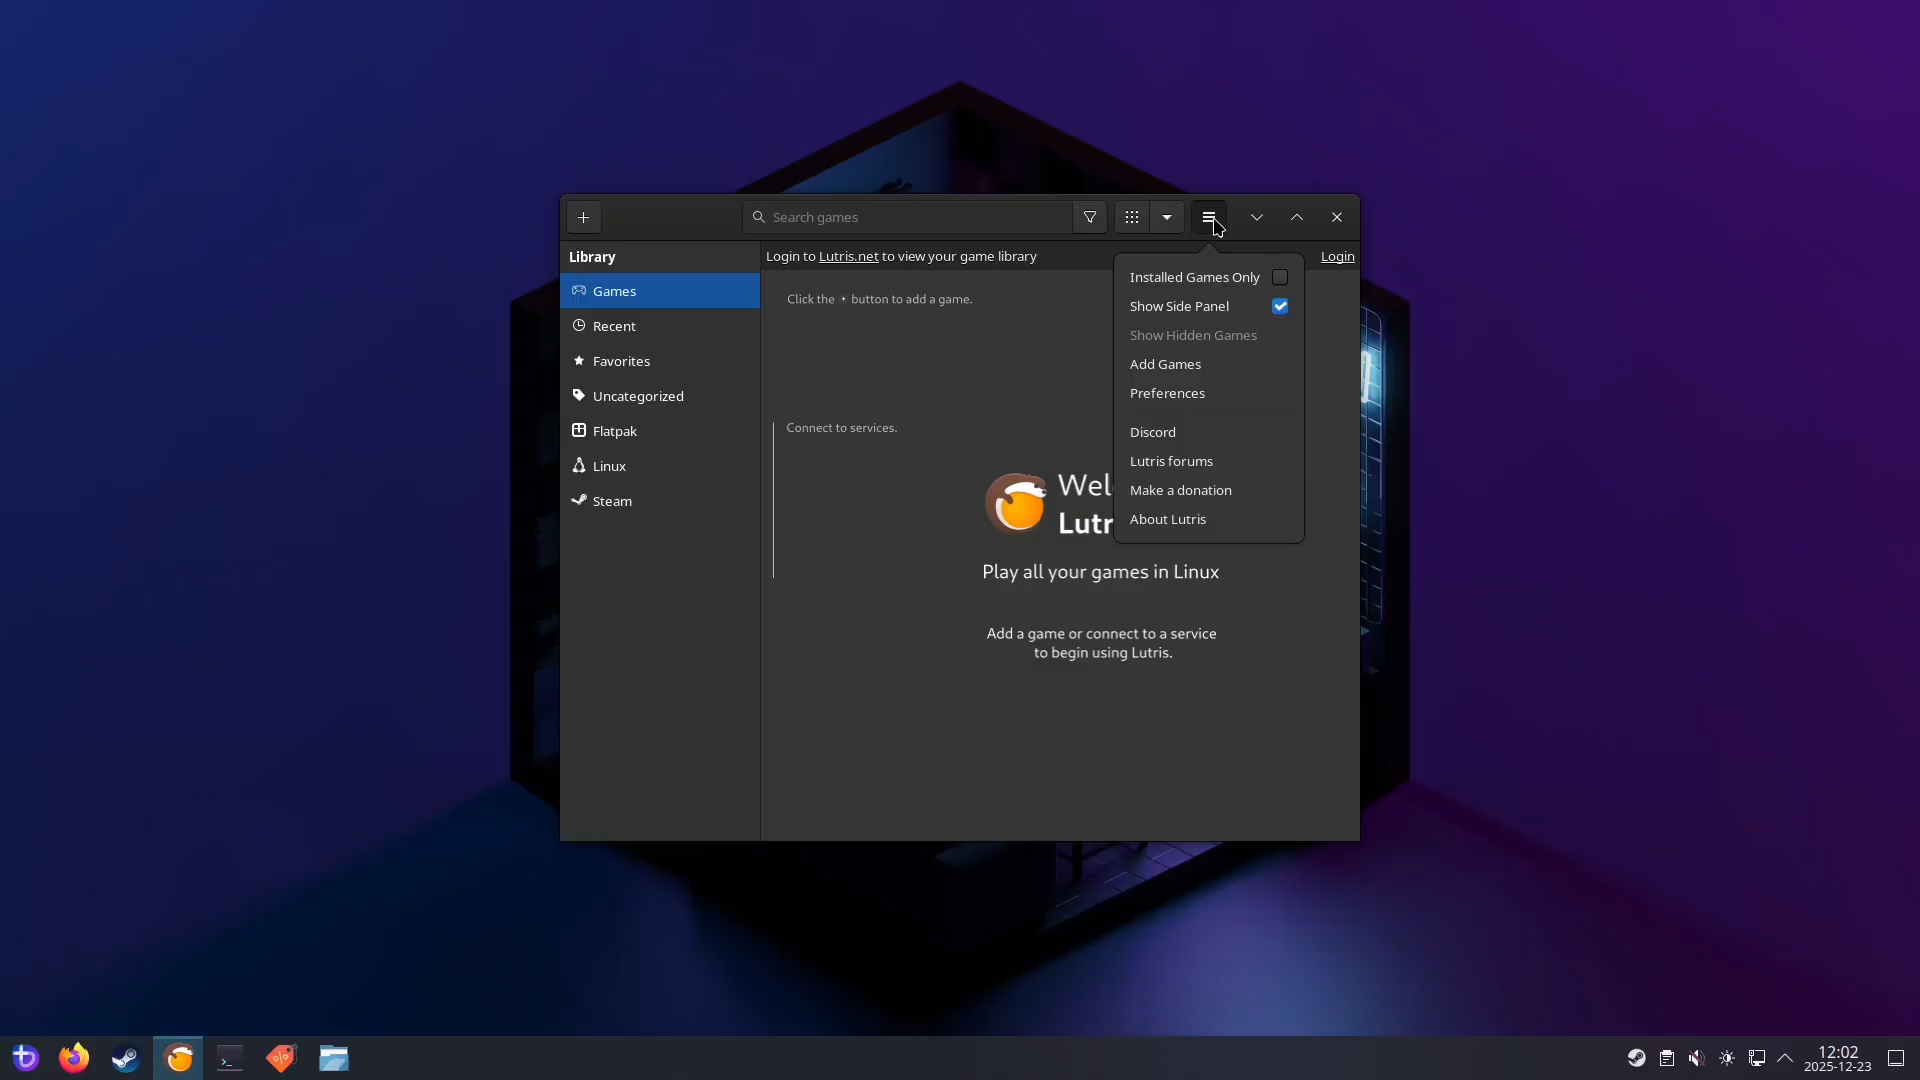 Search games
Library
Games
Recent
Favorites
Uncategorized
Flatpak
Linux
Steam
Login to Lutris.net to view your game library
Login
Click the + button to add a game.
Connect to services.
Wel
Lutr
Play all your games in Linux
Add a game or connect to a service
to begin using Lutris.
Installed Games Only
Show Side Panel
Show Hidden Games
Add Games
Preferences
Discord
Lutris forums
Make a donation
About Lutris
12:02
2025-12-23